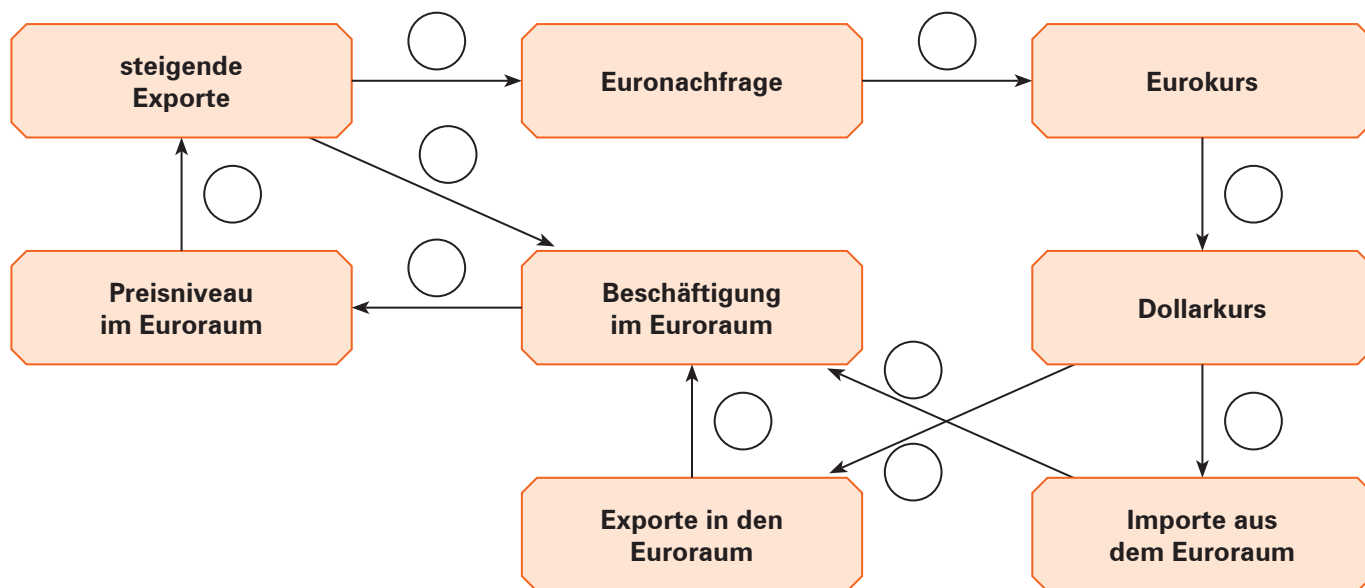 steigende
Exporte
Euronachfrage
Eurokurs
Preisniveau
im Euroraum
Beschäftigung
im Euroraum
Dollarkurs
Exporte in den
Euroraum
Importe aus
dem Euroraum